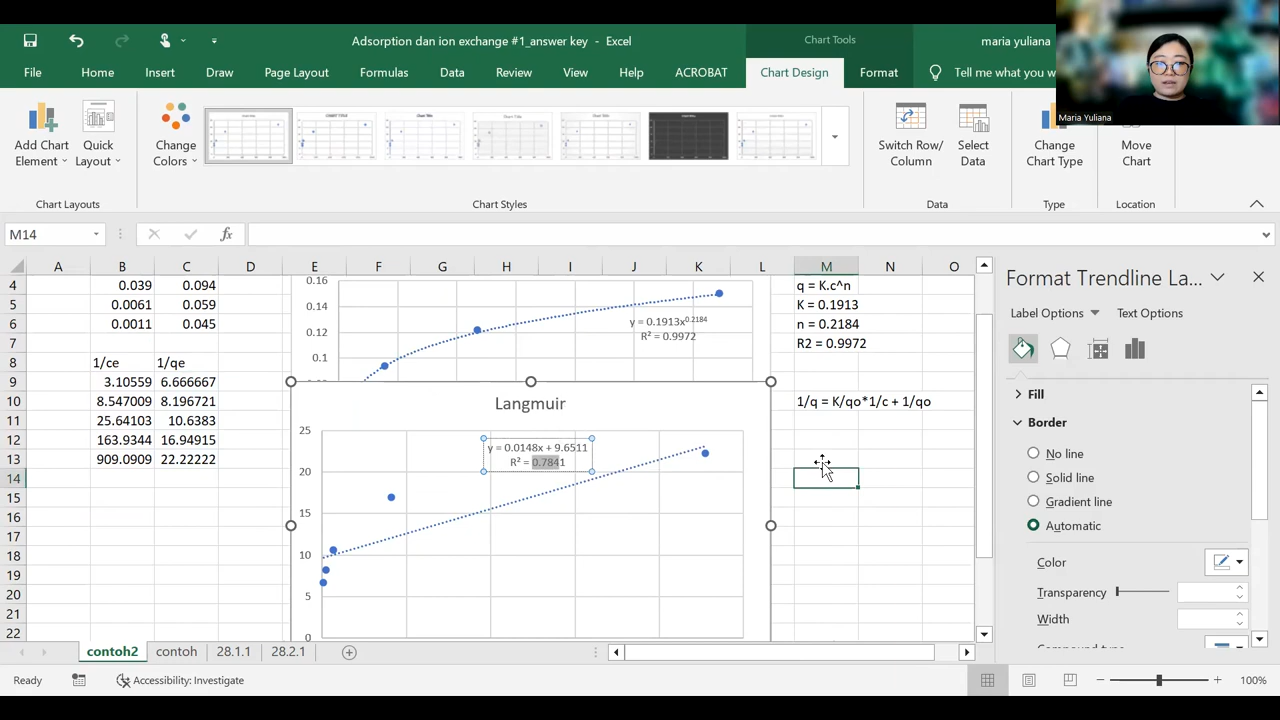 Adsorption dan ion exchange #1_answer key - Excel
Chart Tools
maria yuliana
File Home Insert Draw Page Layout Formulas Data Review View Help ACROBAT Chart Design Format Tell me what you w
Maria Yuliana
Add Chart Element
Quick Layout
Change Colors
Switch Row/ Column
Select Data
Change Chart Type
Move Chart
Chart Layouts
Chart Styles
Data
Type
Location
M14
fx
A B C D E F G H I J K L M N O
4 0.039 0.094
5 0.0061 0.059
6 0.0011 0.045
7
8 1/ce 1/qe
9 3.10559 6.666667
10 8.547009 8.196721
11 25.64103 10.6383
12 163.9344 16.94915
13 909.0909 22.22222
14
15
16
17
18
19
20
21
22
0.16
0.14
0.12
0.1
y = 0.1913x^0.2184
R² = 0.9972
q = K.c^n
K = 0.1913
n = 0.2184
R2 = 0.9972
1/q = K/qo*1/c + 1/qo
Langmuir
25
20
15
10
5
0
y = 0.0148x + 9.6511
R² = 0.7841
Format Trendline La...
Label Options Text Options
Fill
Border
No line
Solid line
Gradient line
Automatic
Color
Transparency
Width
contoh2 contoh 28.1.1 28.2.1
Ready Accessibility: Investigate 100%